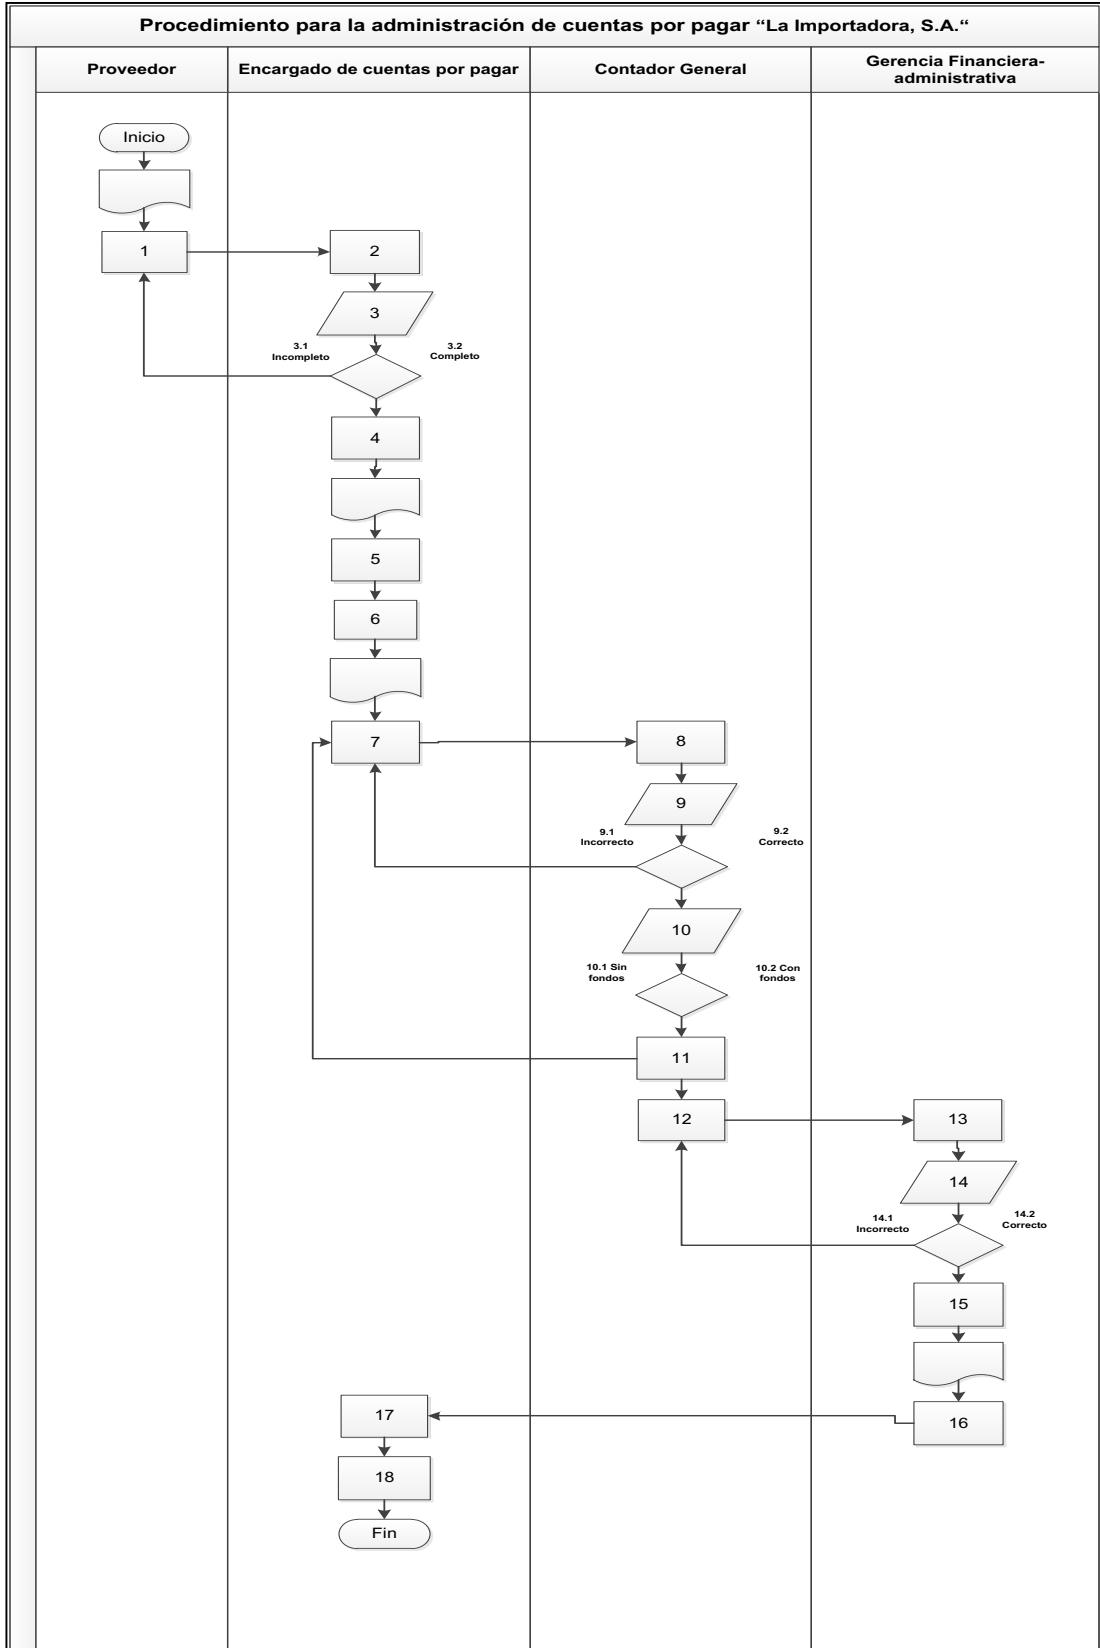 Procedimiento para la administración de cuentas por pagar “La Importadora, S.A.“
Proveedor
Encargado de cuentas por pagar
Contador General
Gerencia Financiera-
administrativa
Inicio
1
2
3
3.1
Incompleto
3.2
Completo
4
5
6
7
8
9
9.1
Incorrecto
9.2
Correcto
10
10.1 Sin
fondos
10.2 Con
fondos
11
12
13
14
14.1
Incorrecto
14.2
Correcto
15
16
17
18
Fin